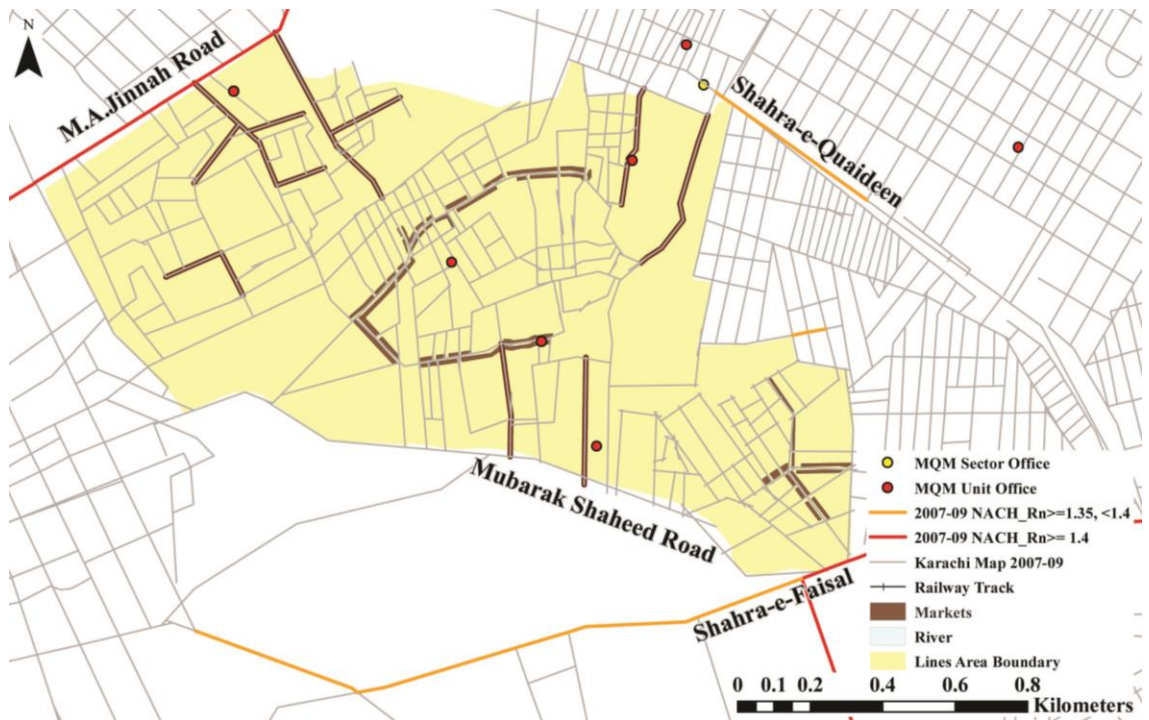 N
M.A.Jinnah Road
Shahra-e-Quaideen
Mubarak Shaheed Road
Shahra-e-Faisal
MQM Sector Office
MQM Unit Office
2007-09 NACH_Rn>=1.35, <1.4
2007-09 NACH_Rn>= 1.4
Karachi Map 2007-09
Railway Track
Markets
River
Lines Area Boundary
0 0.1 0.2 0.4 0.6 0.8
Kilometers